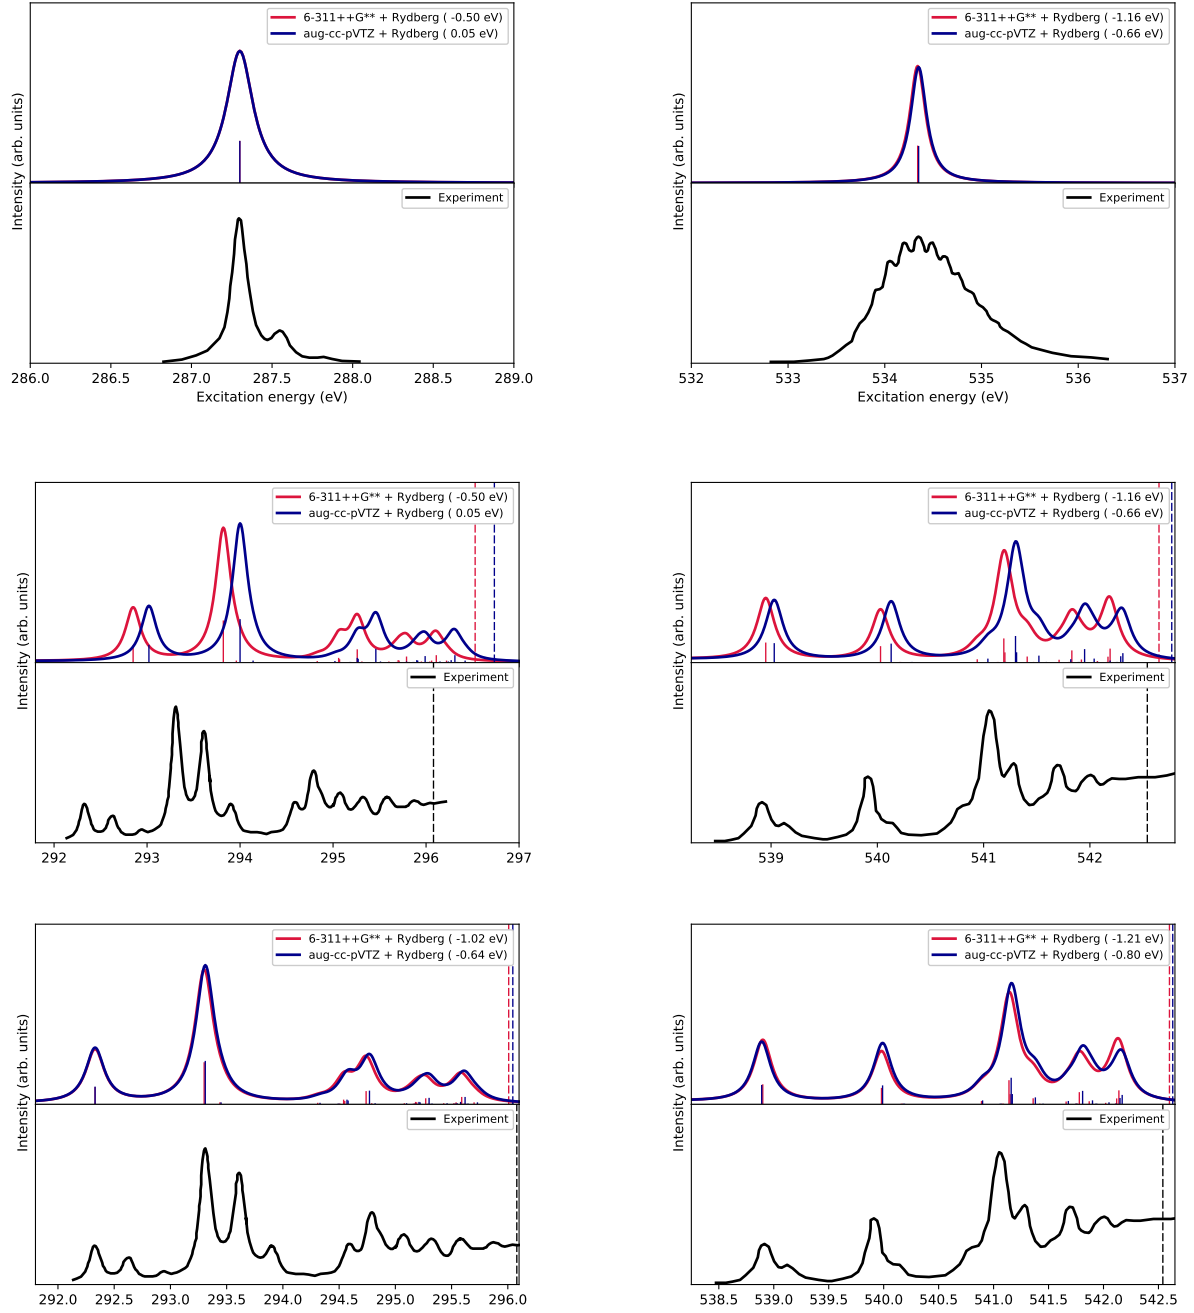 6-311++G** + Rydberg ( -0.50 eV)
aug-cc-pVTZ + Rydberg ( 0.05 eV)
Intensity (arb. units)
Experiment
286.0 286.5 287.0 287.5 288.0 288.5 289.0
Excitation energy (eV)
6-311++G** + Rydberg ( -1.16 eV)
aug-cc-pVTZ + Rydberg ( -0.66 eV)
Intensity (arb. units)
Experiment
532 533 534 535 536 537
Excitation energy (eV)
6-311++G** + Rydberg ( -0.50 eV)
aug-cc-pVTZ + Rydberg ( 0.05 eV)
Intensity (arb. units)
Experiment
292 293 294 295 296 297
6-311++G** + Rydberg ( -1.16 eV)
aug-cc-pVTZ + Rydberg ( -0.66 eV)
Intensity (arb. units)
Experiment
539 540 541 542
6-311++G** + Rydberg ( -1.02 eV)
aug-cc-pVTZ + Rydberg ( -0.64 eV)
Intensity (arb. units)
Experiment
292.0 292.5 293.0 293.5 294.0 294.5 295.0 295.5 296.0
6-311++G** + Rydberg ( -1.21 eV)
aug-cc-pVTZ + Rydberg ( -0.80 eV)
Intensity (arb. units)
Experiment
538.5 539.0 539.5 540.0 540.5 541.0 541.5 542.0 542.5